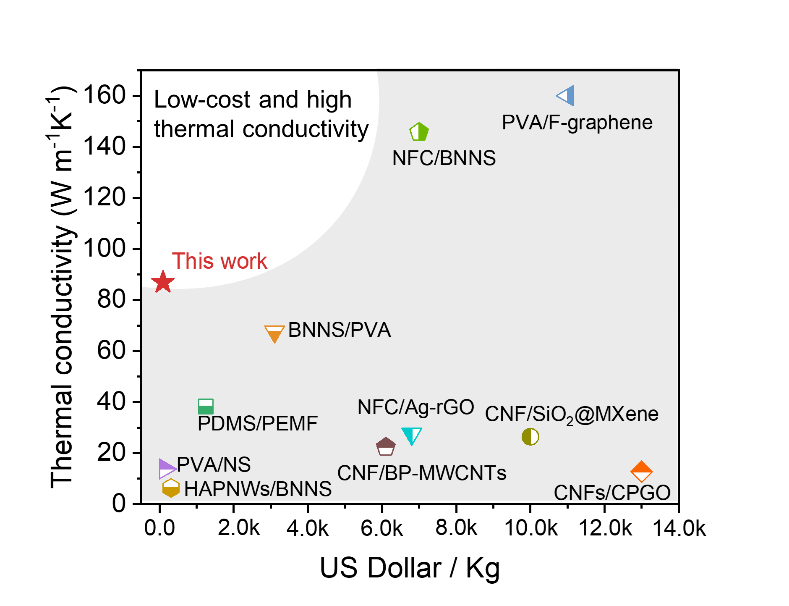 Low-cost and high
thermal conductivity
PVA/F-graphene
NFC/BNNS
This work
BNNS/PVA
PDMS/PEMF
NFC/Ag-rGO
CNF/SiO₂@MXene
PVA/NS
CNF/BP-MWCNTs
HAPNWs/BNNS
CNFs/CPGO
Thermal conductivity (W m⁻¹K⁻¹)
160
140
120
100
80
60
40
20
0
0.0 2.0k 4.0k 6.0k 8.0k 10.0k 12.0k 14.0k
US Dollar / Kg